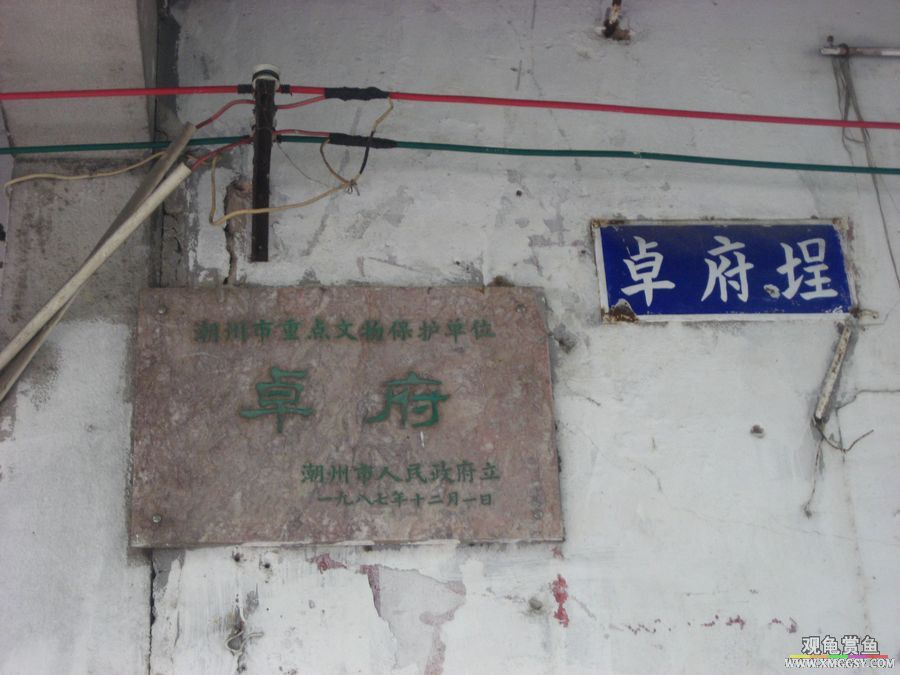 潮州市重点文物保护单位
卓府
潮州市人民政府立
一九八七年十二月一日
卓府埕
观龟赏鱼
WWW.XMGGSY.COM